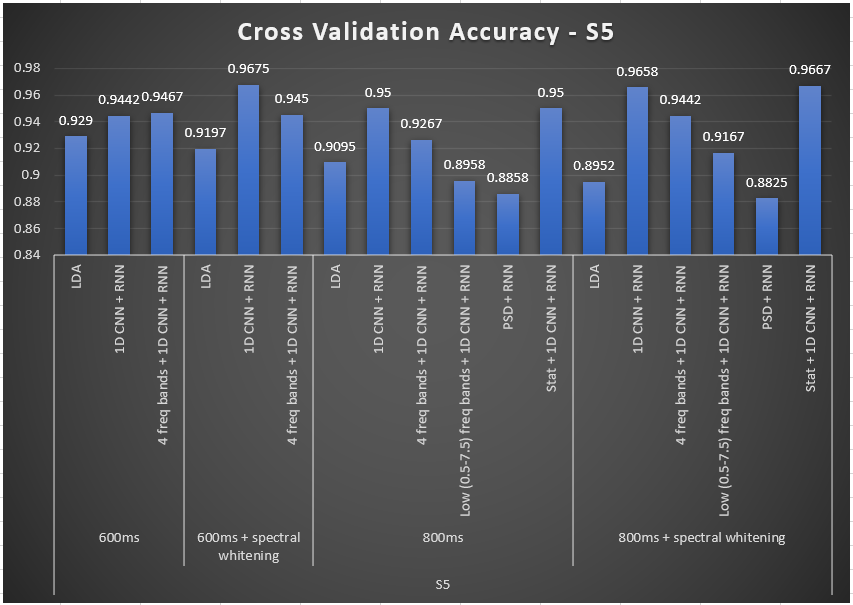 Cross Validation Accuracy - S5
0.98
0.96
0.94
0.92
0.9
0.88
0.86
0.84
0.929
0.9442
0.9467
0.9197
0.9675
0.945
0.9095
0.95
0.9267
0.8958
0.8858
0.95
0.8952
0.9658
0.9442
0.9167
0.8825
0.9667
LDA
1D CNN + RNN
4 freq bands + 1D CNN + RNN
LDA
1D CNN + RNN
4 freq bands + 1D CNN + RNN
LDA
1D CNN + RNN
4 freq bands + 1D CNN + RNN
Low (0.5-7.5) freq bands + 1D CNN + RNN
PSD + RNN
Stat + 1D CNN + RNN
LDA
1D CNN + RNN
4 freq bands + 1D CNN + RNN
Low (0.5-7.5) freq bands + 1D CNN + RNN
PSD + RNN
Stat + 1D CNN + RNN
600ms
600ms + spectral
whitening
800ms
800ms + spectral whitening
S5